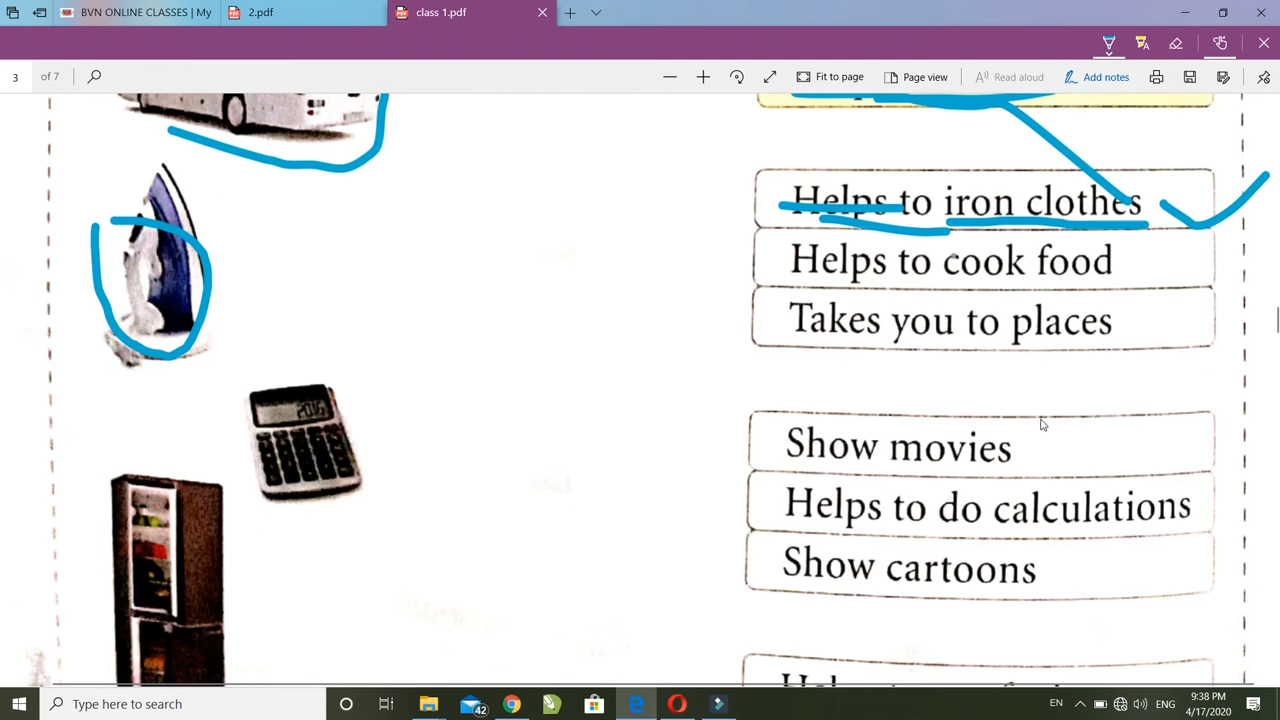 BVN ONLINE CLASSES | My
2.pdf
class 1.pdf
3 of 7
Fit to page
Page view
Read aloud
Add notes
Helps to iron clothes
Helps to cook food
Takes you to places
2016
Show movies
Helps to do calculations
Show cartoons
Type here to search
42
EN
ENG
9:38 PM
4/17/2020